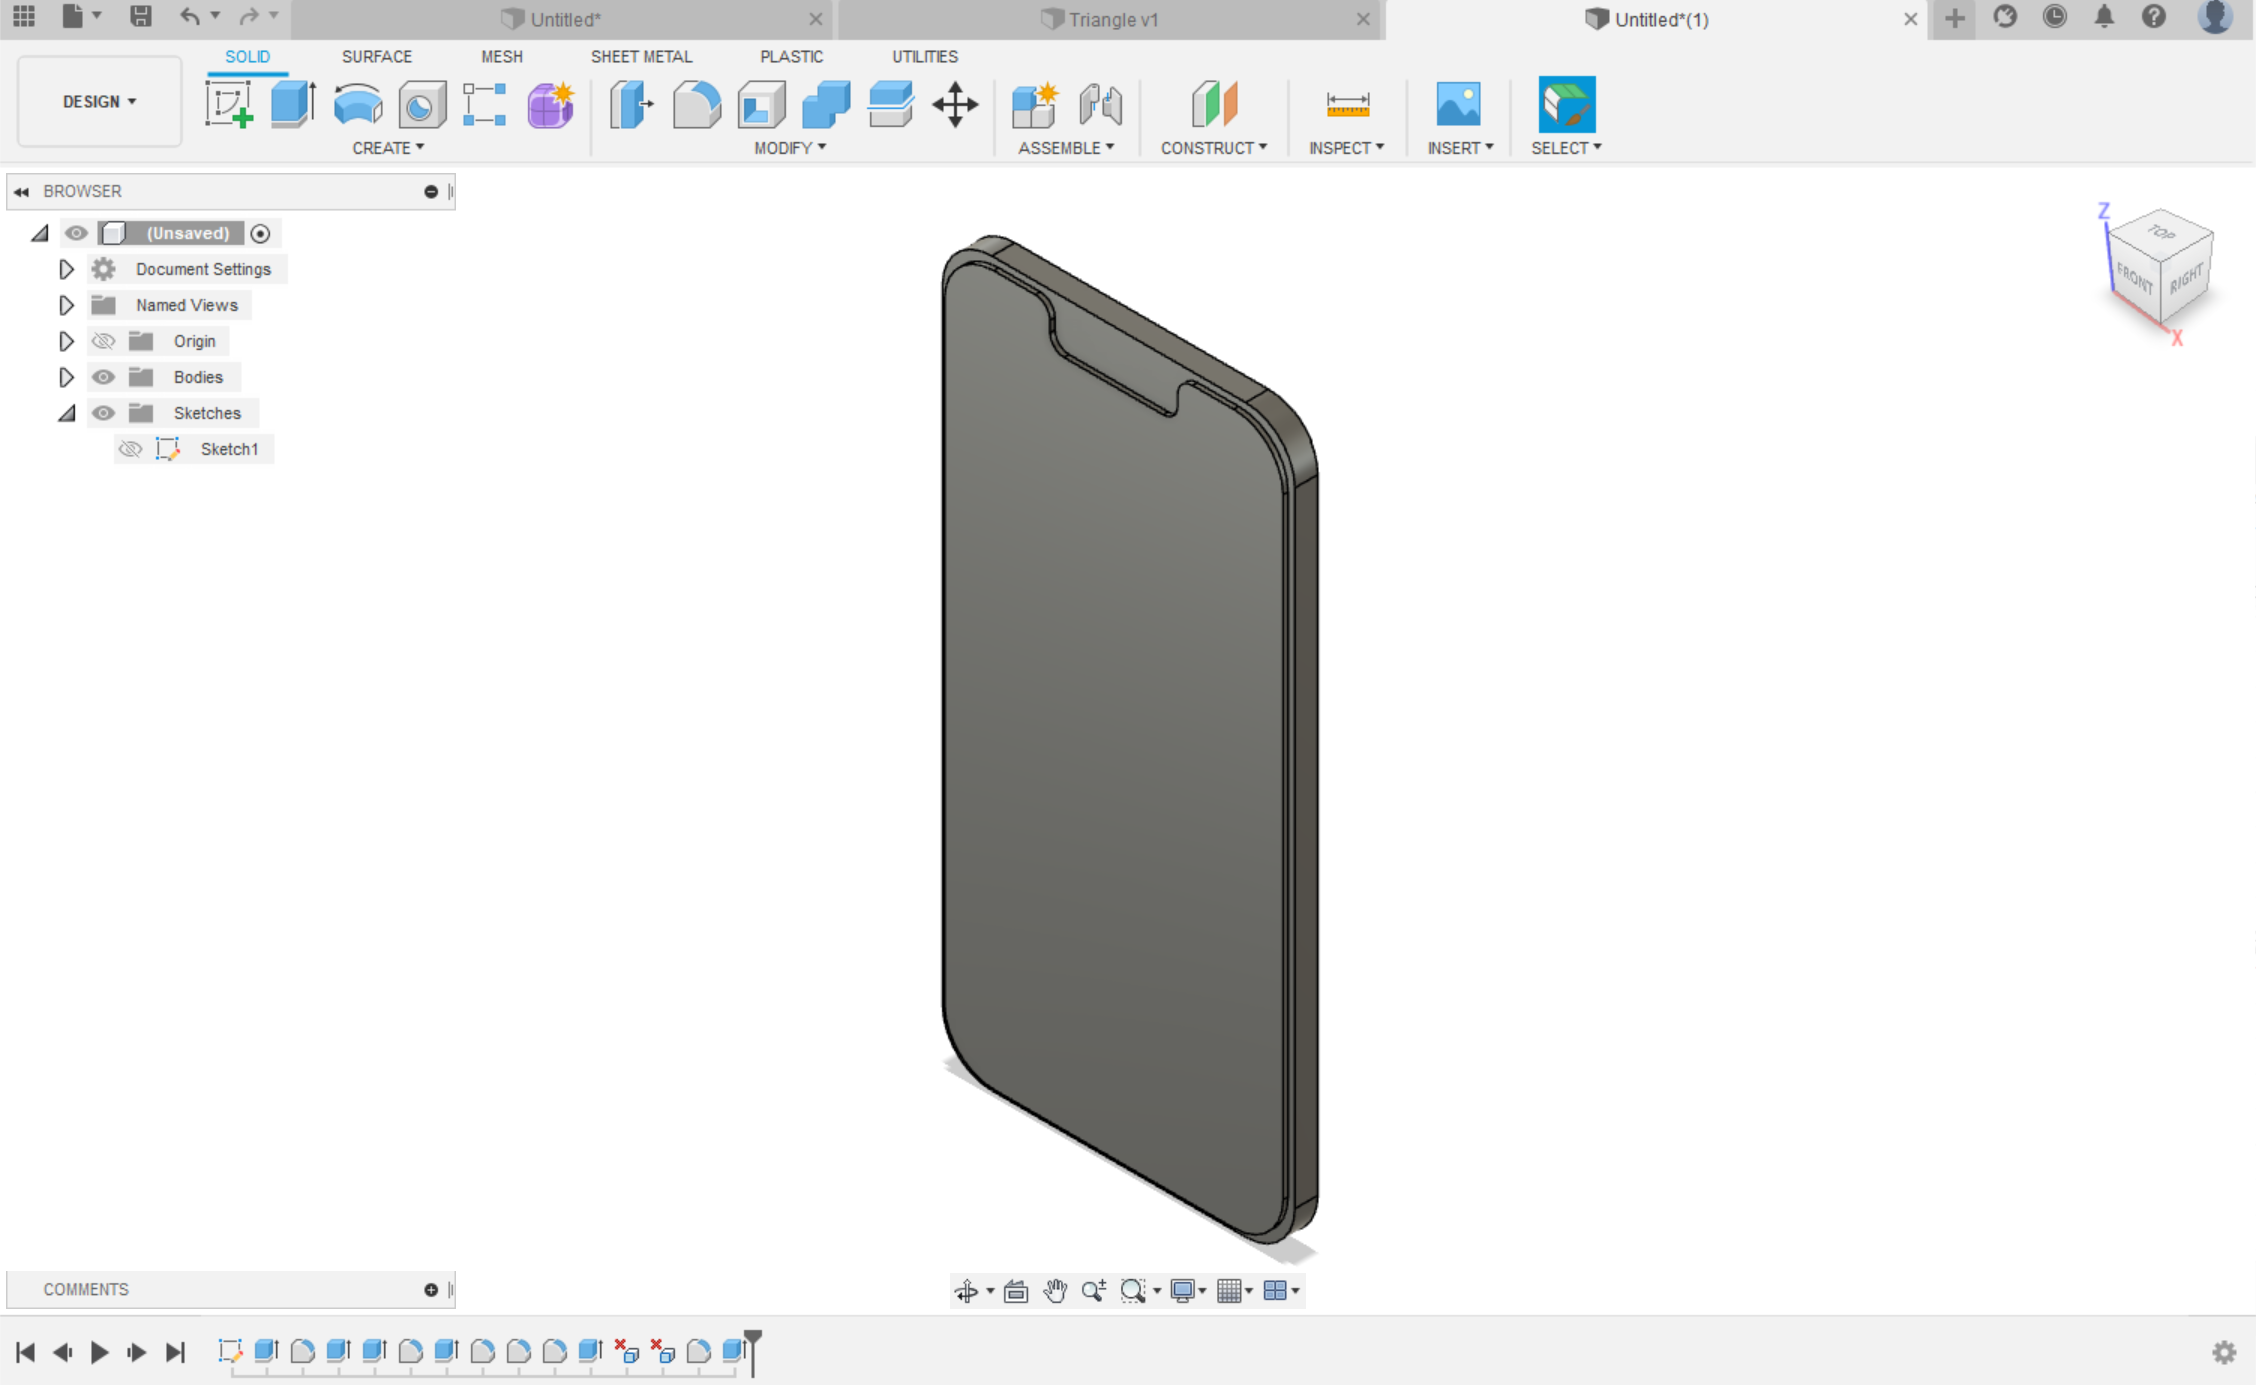 Untitled*
Triangle v1
Untitled*(1)
SOLID SURFACE MESH SHEET METAL PLASTIC UTILITIES
DESIGN
CREATE MODIFY ASSEMBLE CONSTRUCT INSPECT INSERT SELECT
BROWSER
(Unsaved)
Document Settings
Named Views
Origin
Bodies
Sketches
Sketch1
Z
TOP
FRONT RIGHT
X
COMMENTS